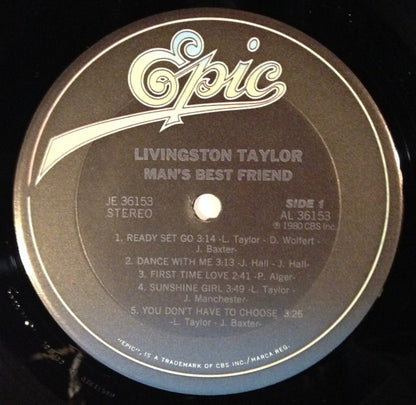 Epic
LIVINGSTON TAYLOR
MAN'S BEST FRIEND
JE 36153
STEREO
SIDE 1
AL 36153
℗ 1980 CBS Inc.
1. READY SET GO 3:14 -L. Taylor - D. Wolfert -
J. Baxter-
2. DANCE WITH ME 3:13 -J. Hall - J. Hall-
3. FIRST TIME LOVE 2:41 -P. Alger-
4. SUNSHINE GIRL 3:49 -L. Taylor -
J. Manchester-
5. YOU DON'T HAVE TO CHOOSE 3:26
-L. Taylor - J. Baxter-
"EPIC", IS A TRADEMARK OF CBS INC./MARCA REG.